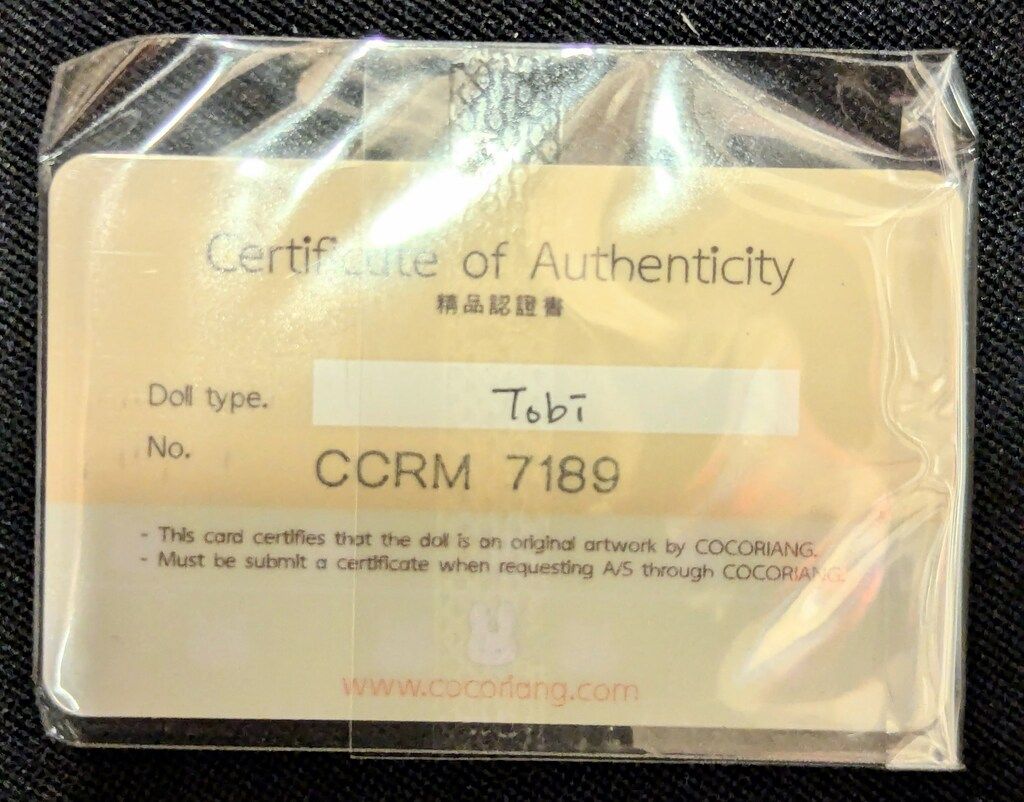 Certificate of Authenticity
精品認證書
Doll type. Tobi
No. CCRM 7189
- This card certifies that the doll is an original artwork by COCORIANG.
- Must be submit a certificate when requesting A/S through COCORIANG.
www.cocoriang.com